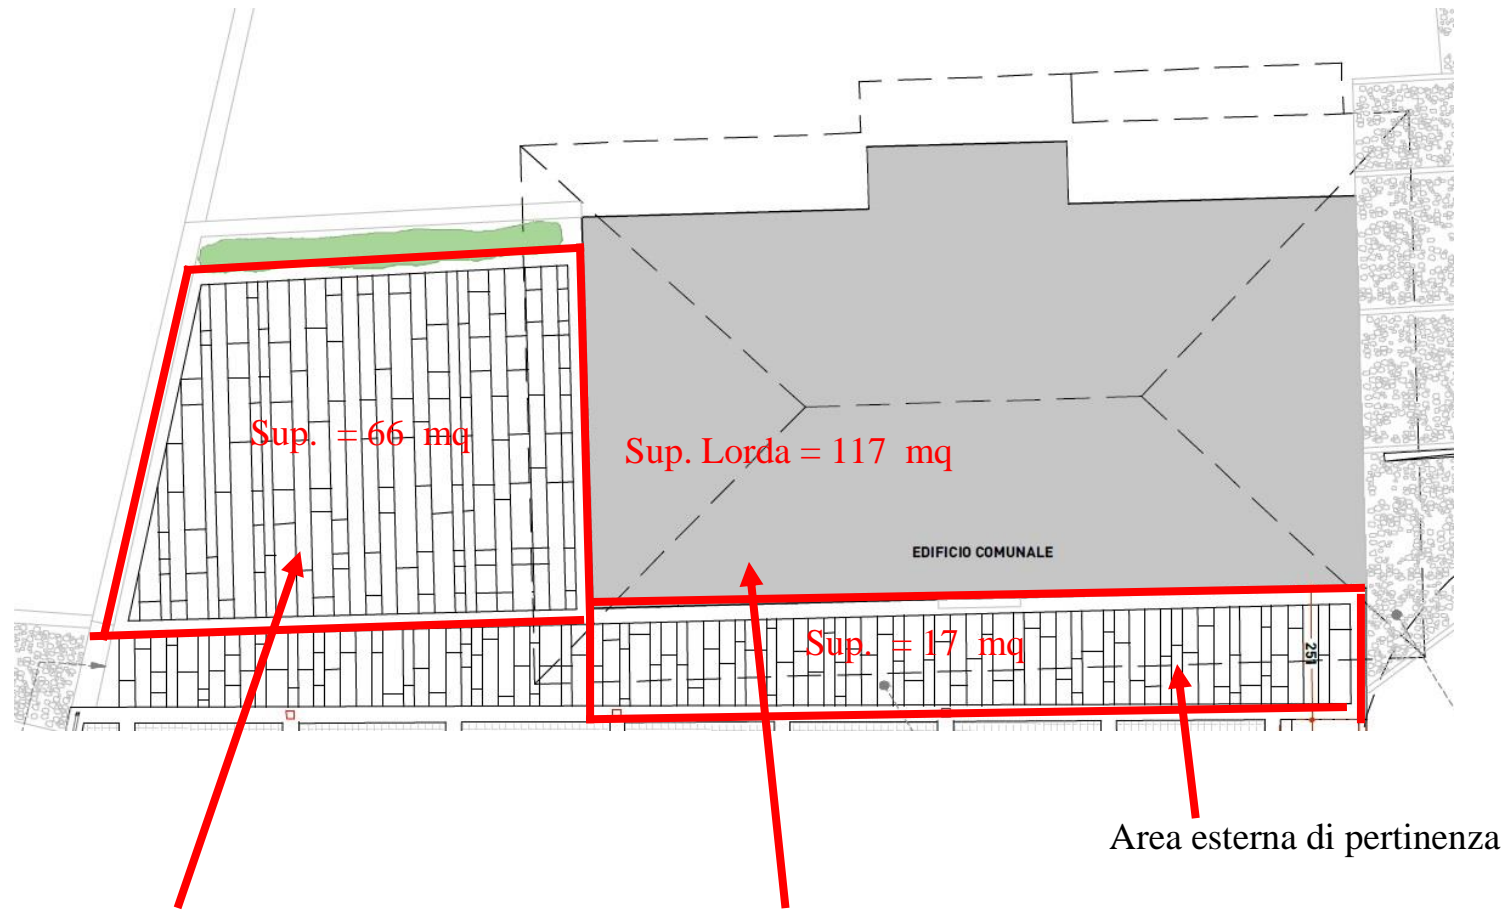 Sup. = 66 mq
Sup. Lorda = 117 mq
EDIFICIO COMUNALE
Sup. = 17 mq
251
Area esterna di pertinenza